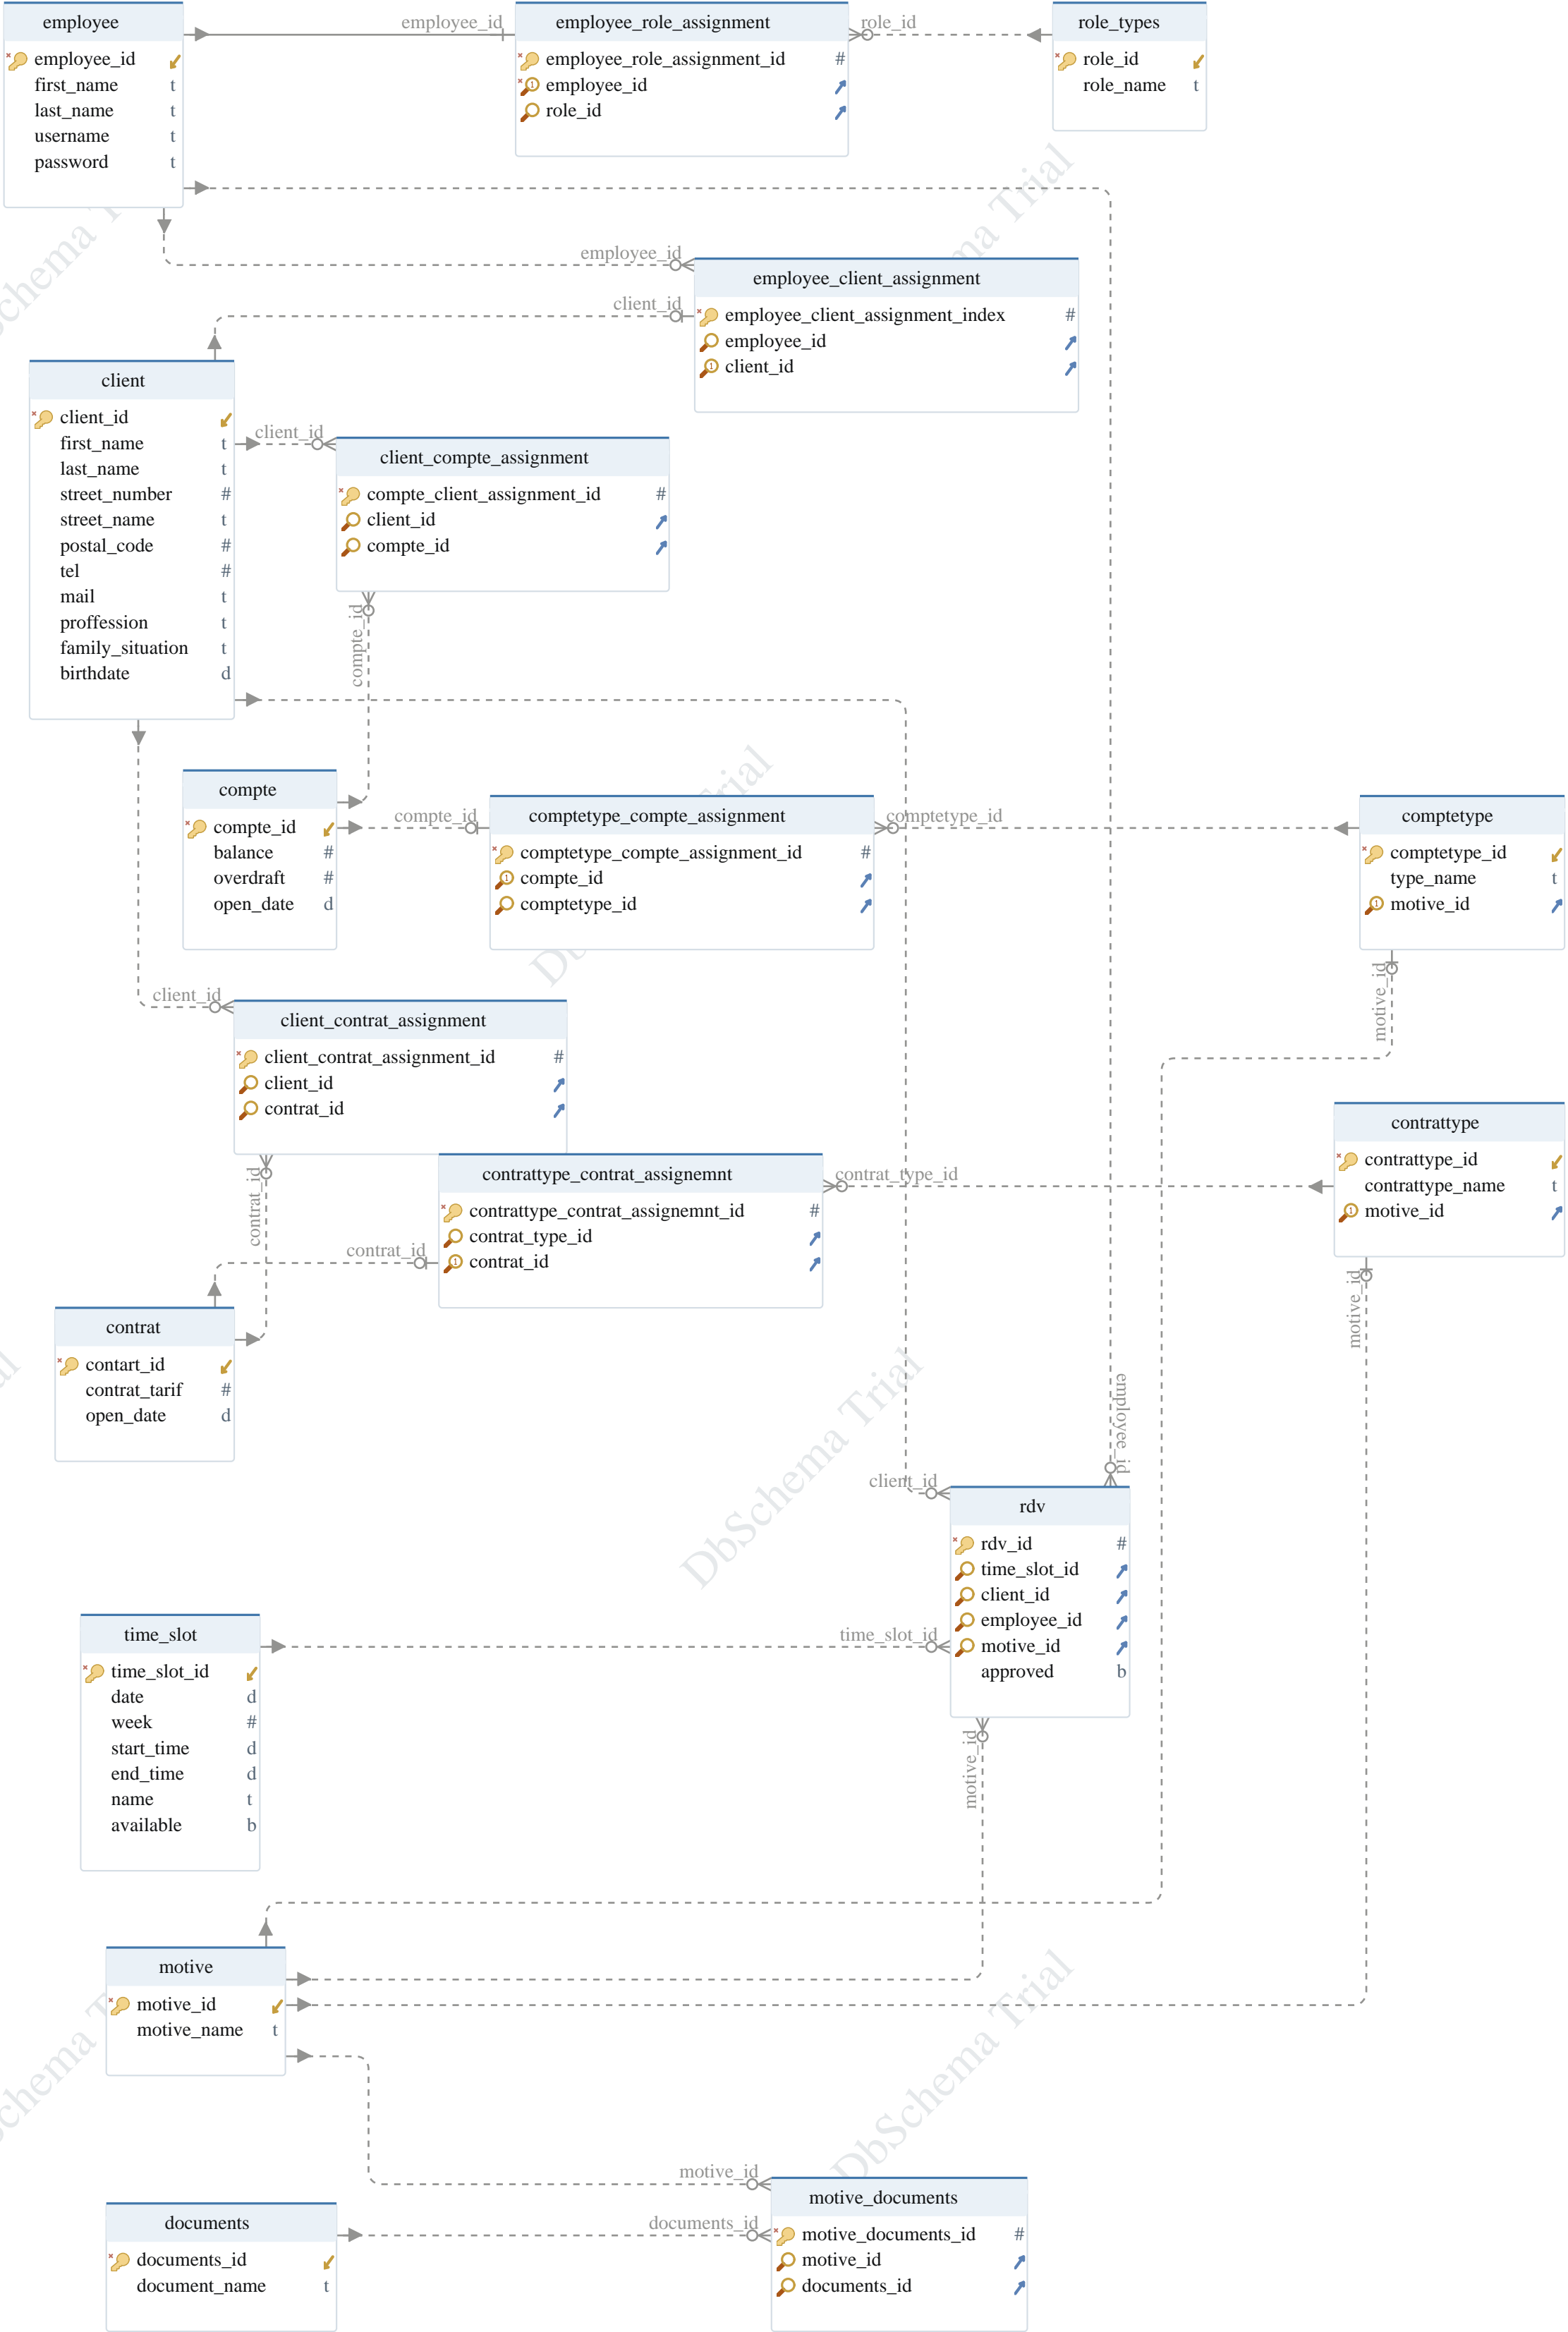 employee
employee_id
first_name t
last_name t
username t
password t
employee_id
employee_role_assignment
employee_role_assignment_id #
employee_id
role_id
role_id
role_types
role_id
role_name t
employee_id
employee_client_assignment
employee_client_assignment_index #
employee_id
client_id
client_id
client
client_id
first_name t
last_name t
street_number #
street_name t
postal_code #
tel #
mail t
proffession t
family_situation t
birthdate d
client_id
client_compte_assignment
compte_client_assignment_id #
client_id
compte_id
compte_id
compte
compte_id
balance #
overdraft #
open_date d
compte_id
comptetype_compte_assignment
comptetype_compte_assignment_id #
compte_id
comptetype_id
comptetype_id
comptetype
comptetype_id
type_name t
motive_id
motive_id
client_id
client_contrat_assignment
client_contrat_assignment_id #
client_id
contrat_id
contrat_id
contrattype_contrat_assignemnt
contrattype_contrat_assignemnt_id #
contrat_type_id
contrat_id
contrat_type_id
contrat_id
contrattype
contrattype_id
contrattype_name t
motive_id
motive_id
contrat
contart_id
contrat_tarif #
open_date d
employee_id
client_id
rdv
rdv_id #
time_slot_id
client_id
employee_id
motive_id
approved b
time_slot_id
motive_id
time_slot
time_slot_id
date d
week #
start_time d
end_time d
name t
available b
motive
motive_id
motive_name t
motive_id
documents_id
motive_documents
motive_documents_id #
motive_id
documents_id
documents
documents_id
document_name t
DbSchema Trial
DbSchema Trial